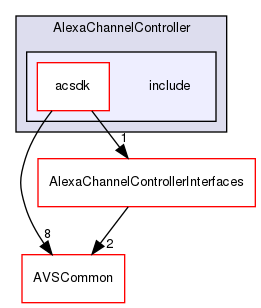 AlexaChannelController
acsdk
include
1
AlexaChannelControllerInterfaces
8
2
AVSCommon